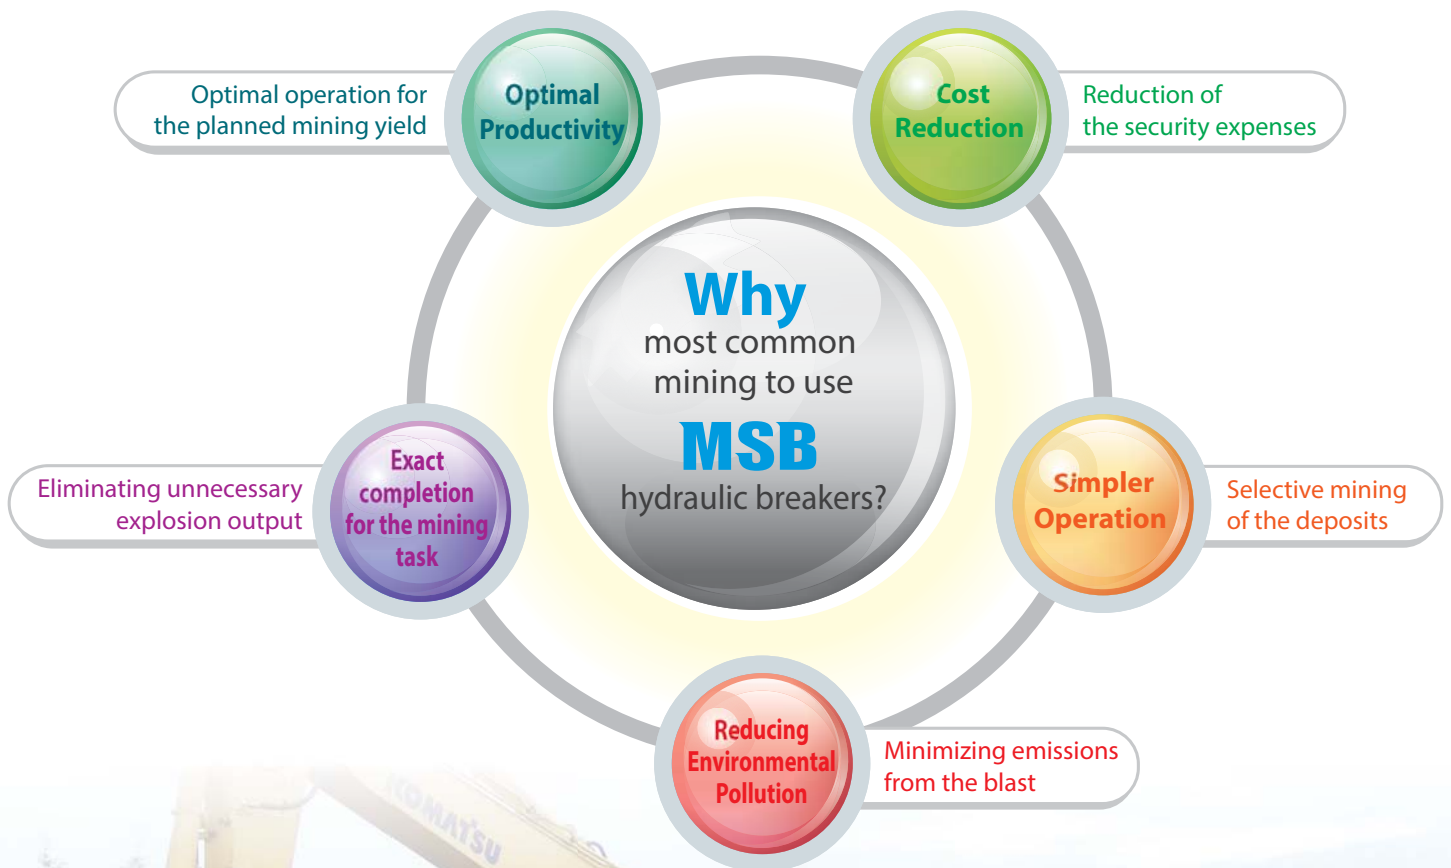 Optimal operation for
the planned mining yield
Optimal
Productivity
Cost
Reduction
Reduction of
the security expenses
Why
most common
mining to use
MSB
hydraulic breakers?
Eliminating unnecessary
explosion output
Exact
completion
for the mining
task
Simpler
Operation
Selective mining
of the deposits
Reducing
Environmental
Pollution
Minimizing emissions
from the blast
KOMATSU